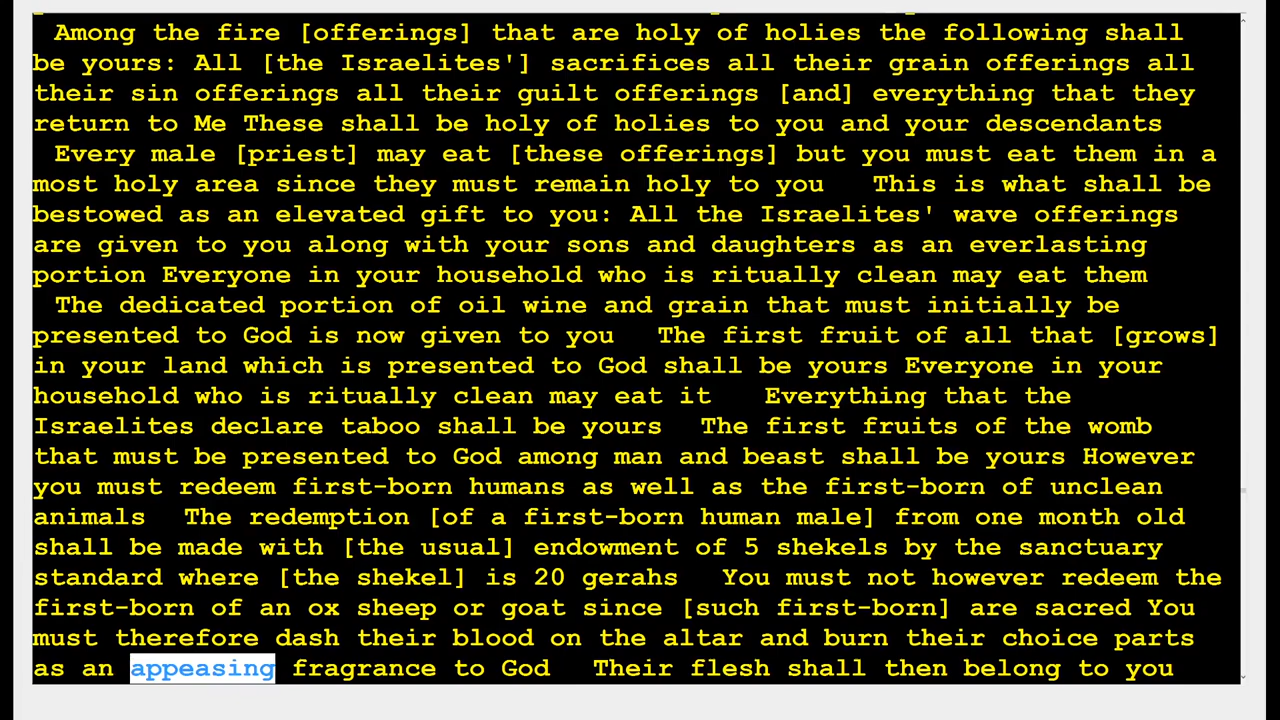 Among the fire [offerings] that are holy of holies the following shall
be yours: All [the Israelites'] sacrifices all their grain offerings all
their sin offerings all their guilt offerings [and] everything that they
return to Me These shall be holy of holies to you and your descendants
Every male [priest] may eat [these offerings] but you must eat them in a
most holy area since they must remain holy to you This is what shall be
bestowed as an elevated gift to you: All the Israelites' wave offerings
are given to you along with your sons and daughters as an everlasting
portion Everyone in your household who is ritually clean may eat them
The dedicated portion of oil wine and grain that must initially be
presented to God is now given to you The first fruit of all that [grows]
in your land which is presented to God shall be yours Everyone in your
household who is ritually clean may eat it Everything that the
Israelites declare taboo shall be yours The first fruits of the womb
that must be presented to God among man and beast shall be yours However
you must redeem first-born humans as well as the first-born of unclean
animals The redemption [of a first-born human male] from one month old
shall be made with [the usual] endowment of 5 shekels by the sanctuary
standard where [the shekel] is 20 gerahs You must not however redeem the
first-born of an ox sheep or goat since [such first-born] are sacred You
must therefore dash their blood on the altar and burn their choice parts
as an appeasing fragrance to God Their flesh shall then belong to you